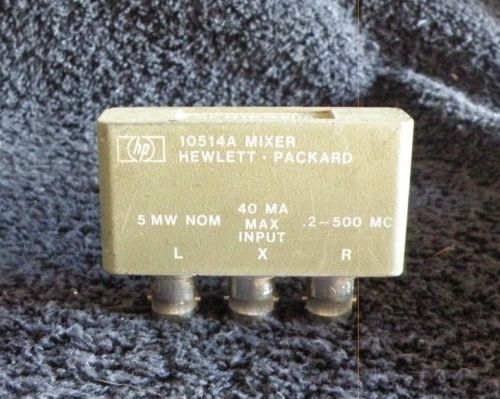 hp 10514A MIXER
HEWLETT · PACKARD
5 MW NOM 40 MA MAX INPUT .2-500 MC
L X R